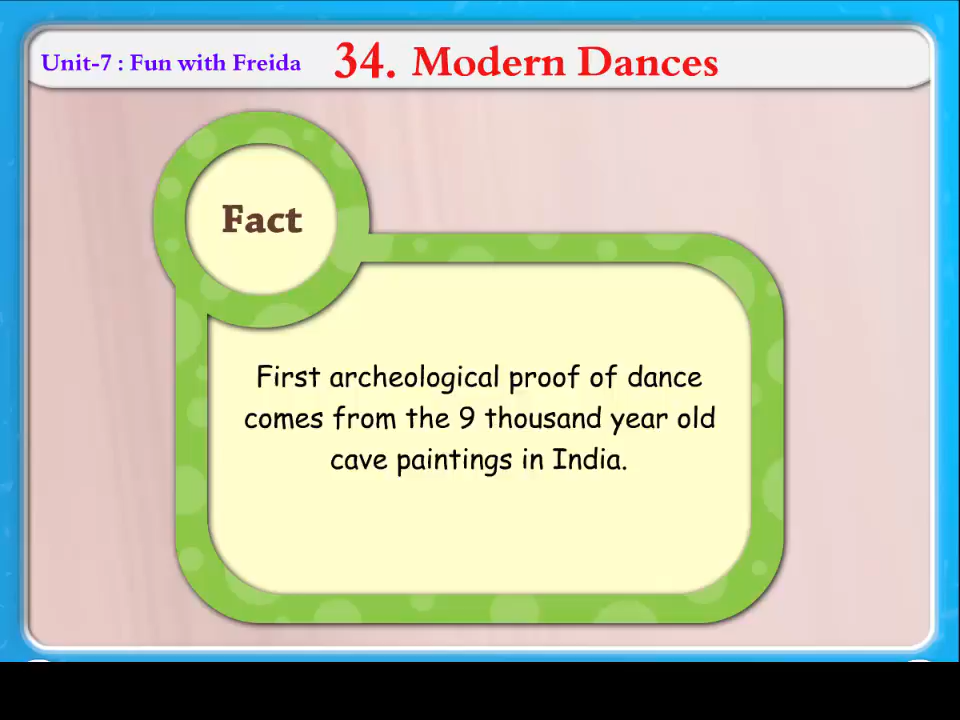 Unit-7 : Fun with Freida 34. Modern Dances
Fact
First archeological proof of dance
comes from the 9 thousand year old
cave paintings in India.